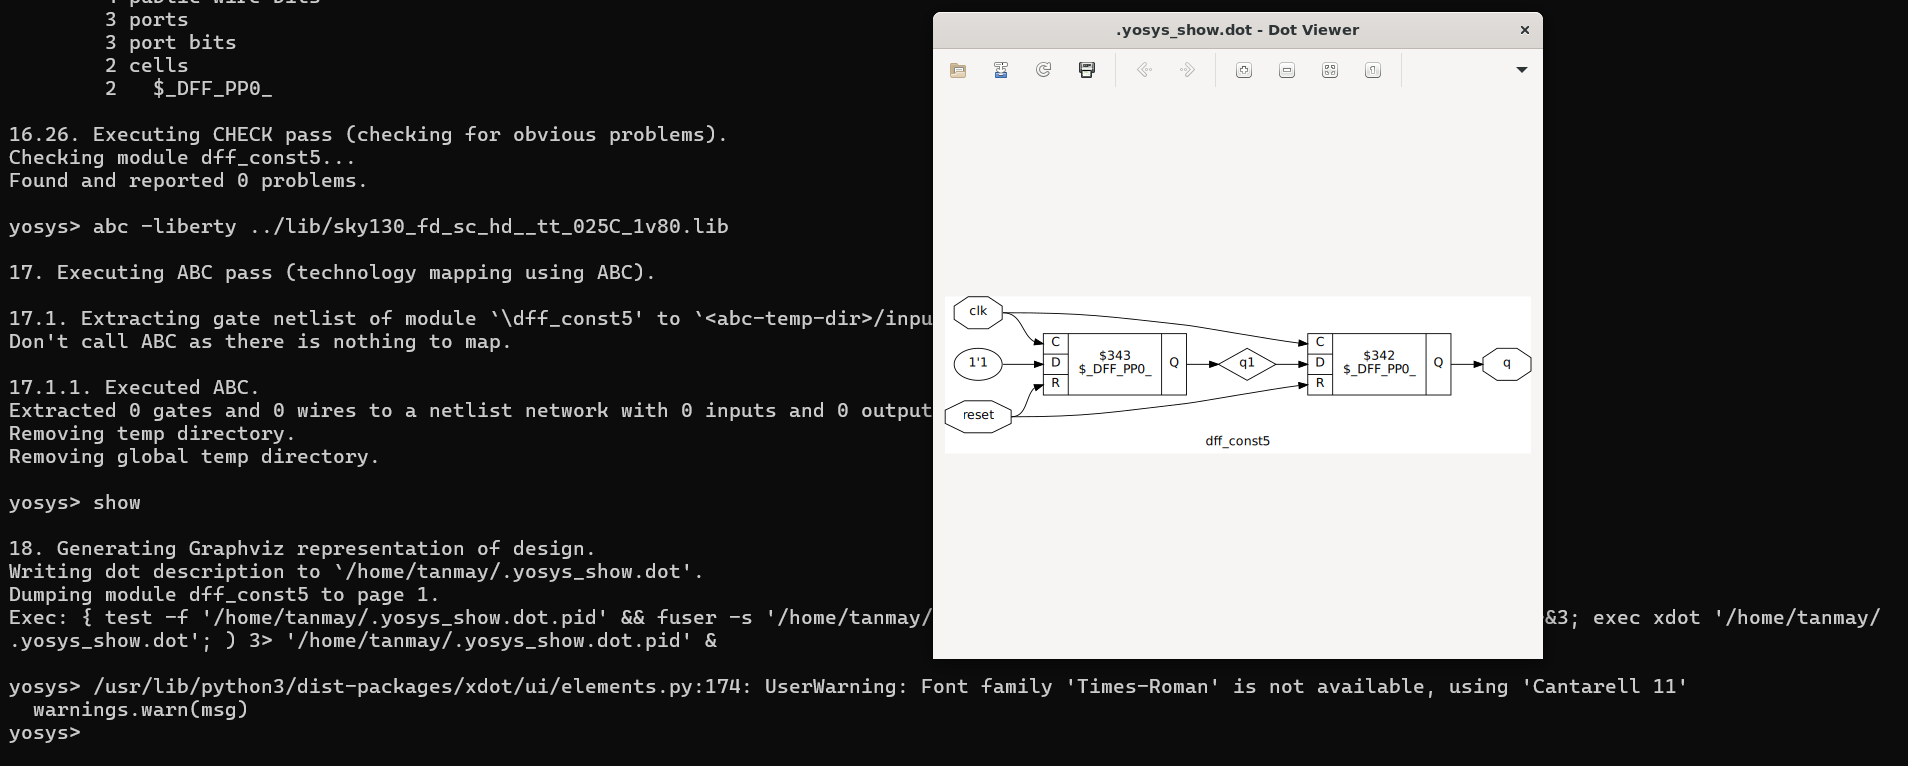 4 public wire bits
3 ports
3 port bits
2 cells
2   $_DFF_PP0_
16.26. Executing CHECK pass (checking for obvious problems).
Checking module dff_const5...
Found and reported 0 problems.
yosys> abc -liberty ../lib/sky130_fd_sc_hd__tt_025C_1v80.lib
17. Executing ABC pass (technology mapping using ABC).
17.1. Extracting gate netlist of module `\dff_const5' to `<abc-temp-dir>/inpu
Don't call ABC as there is nothing to map.
17.1.1. Executed ABC.
Extracted 0 gates and 0 wires to a netlist network with 0 inputs and 0 output
Removing temp directory.
Removing global temp directory.
yosys> show
18. Generating Graphviz representation of design.
Writing dot description to `/home/tanmay/.yosys_show.dot'.
Dumping module dff_const5 to page 1.
Exec: { test -f '/home/tanmay/.yosys_show.dot.pid' && fuser -s '/home/tanmay/ &3; exec xdot '/home/tanmay/
.yosys_show.dot'; ) 3> '/home/tanmay/.yosys_show.dot.pid' &
yosys> /usr/lib/python3/dist-packages/xdot/ui/elements.py:174: UserWarning: Font family 'Times-Roman' is not available, using 'Cantarell 11'
warnings.warn(msg)
yosys>
.yosys_show.dot - Dot Viewer
clk
1'1
reset
C
D
R
$343
$_DFF_PP0_
Q
q1
C
D
R
$342
$_DFF_PP0_
Q
q
dff_const5